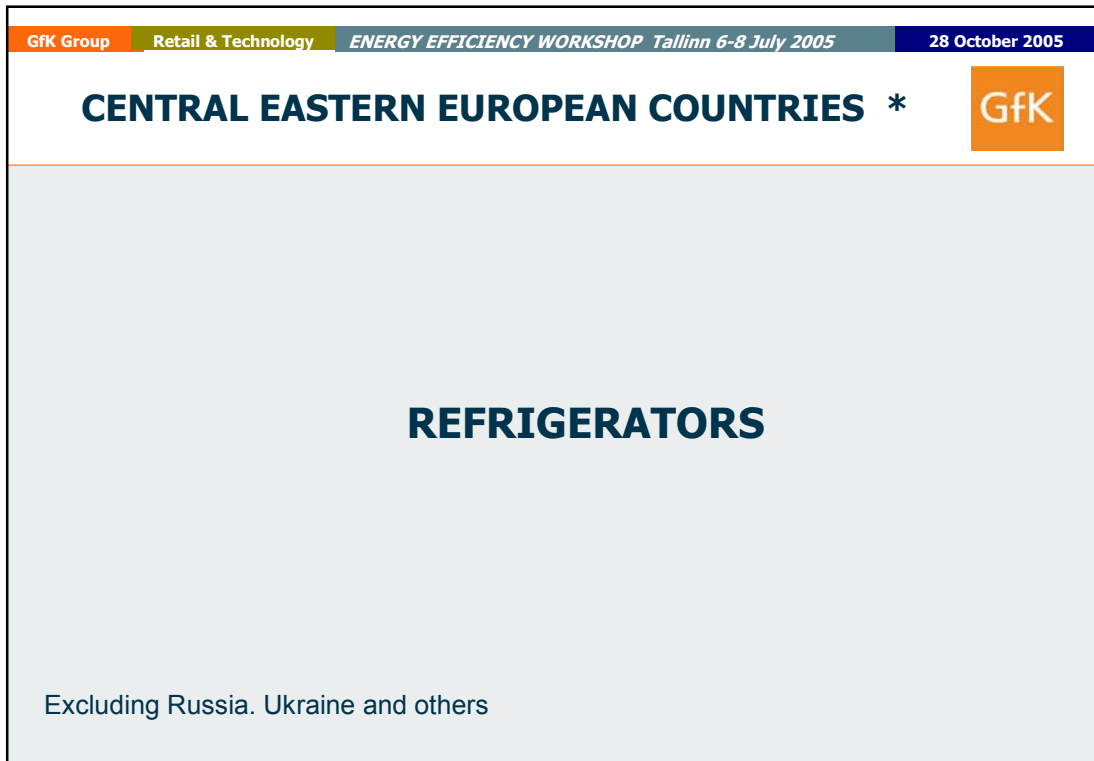 GfK Group Retail & Technology ENERGY EFFICIENCY WORKSHOP Tallinn 6-8 July 2005 28 October 2005
CENTRAL EASTERN EUROPEAN COUNTRIES *
GfK
REFRIGERATORS
Excluding Russia. Ukraine and others